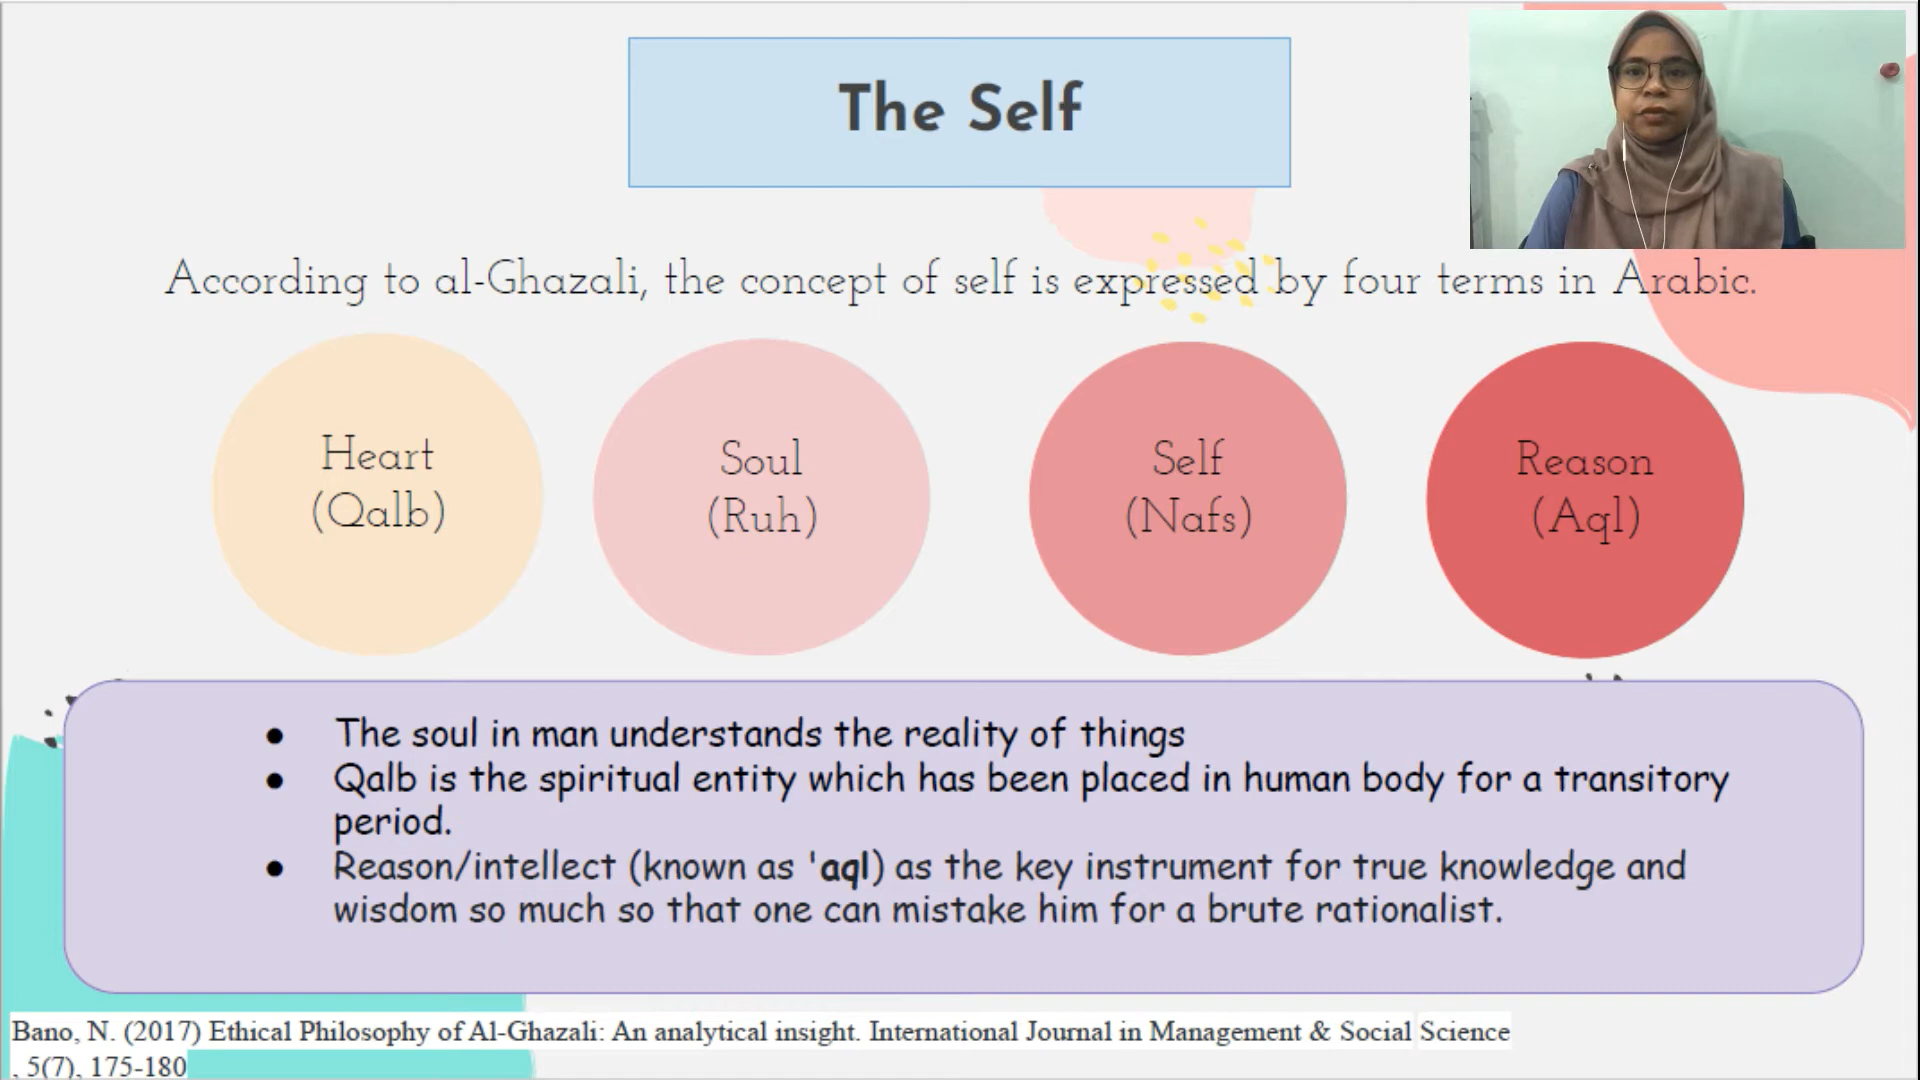 The Self
According to al-Ghazali, the concept of self is expressed by four terms in Arabic.
Heart
(Qalb)
Soul
(Ruh)
Self
(Nafs)
Reason
(Aql)
● The soul in man understands the reality of things
● Qalb is the spiritual entity which has been placed in human body for a transitory
period.
● Reason/intellect (known as 'aql) as the key instrument for true knowledge and
wisdom so much so that one can mistake him for a brute rationalist.
Bano, N. (2017) Ethical Philosophy of Al-Ghazali: An analytical insight. International Journal in Management & Social Science
, 5(7), 175-180